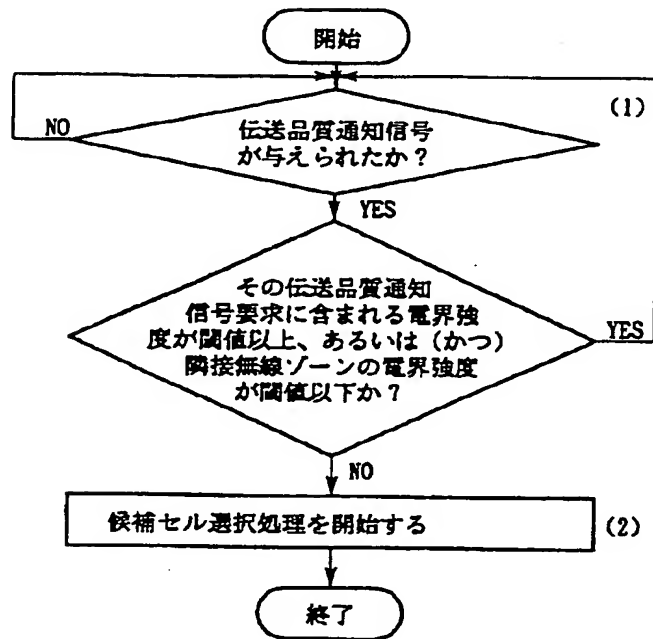 開始
(1)
NO
伝送品質通知信号
が与えられたか？
YES
その伝送品質通知
信号要求に含まれる電界強
度が閾値以上、あるいは（かつ）
隣接無線ゾーンの電界強度
が閾値以下か？
YES
NO
候補セル選択処理を開始する
(2)
終了